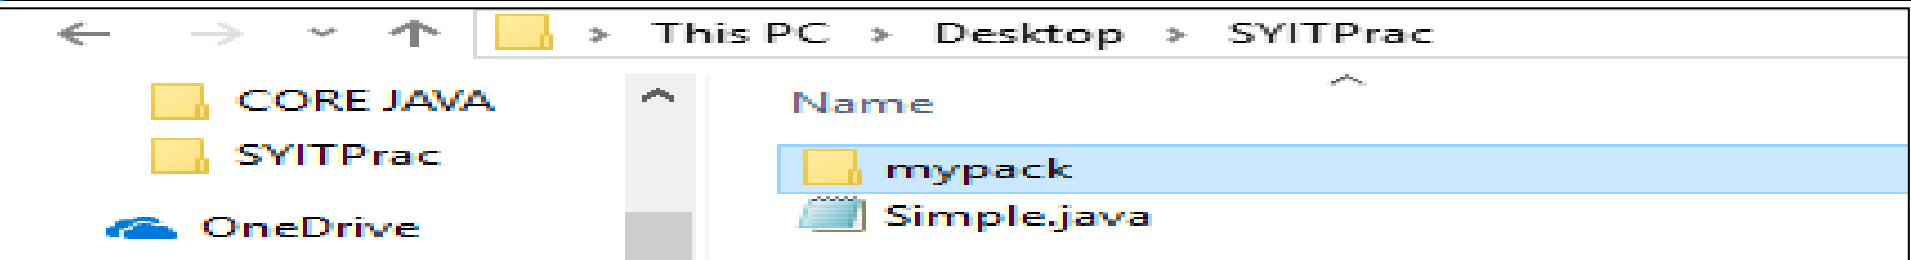 This PC > Desktop > SYITPrac
CORE JAVA
SYITPrac
OneDrive
Name
mypack
Simple.java